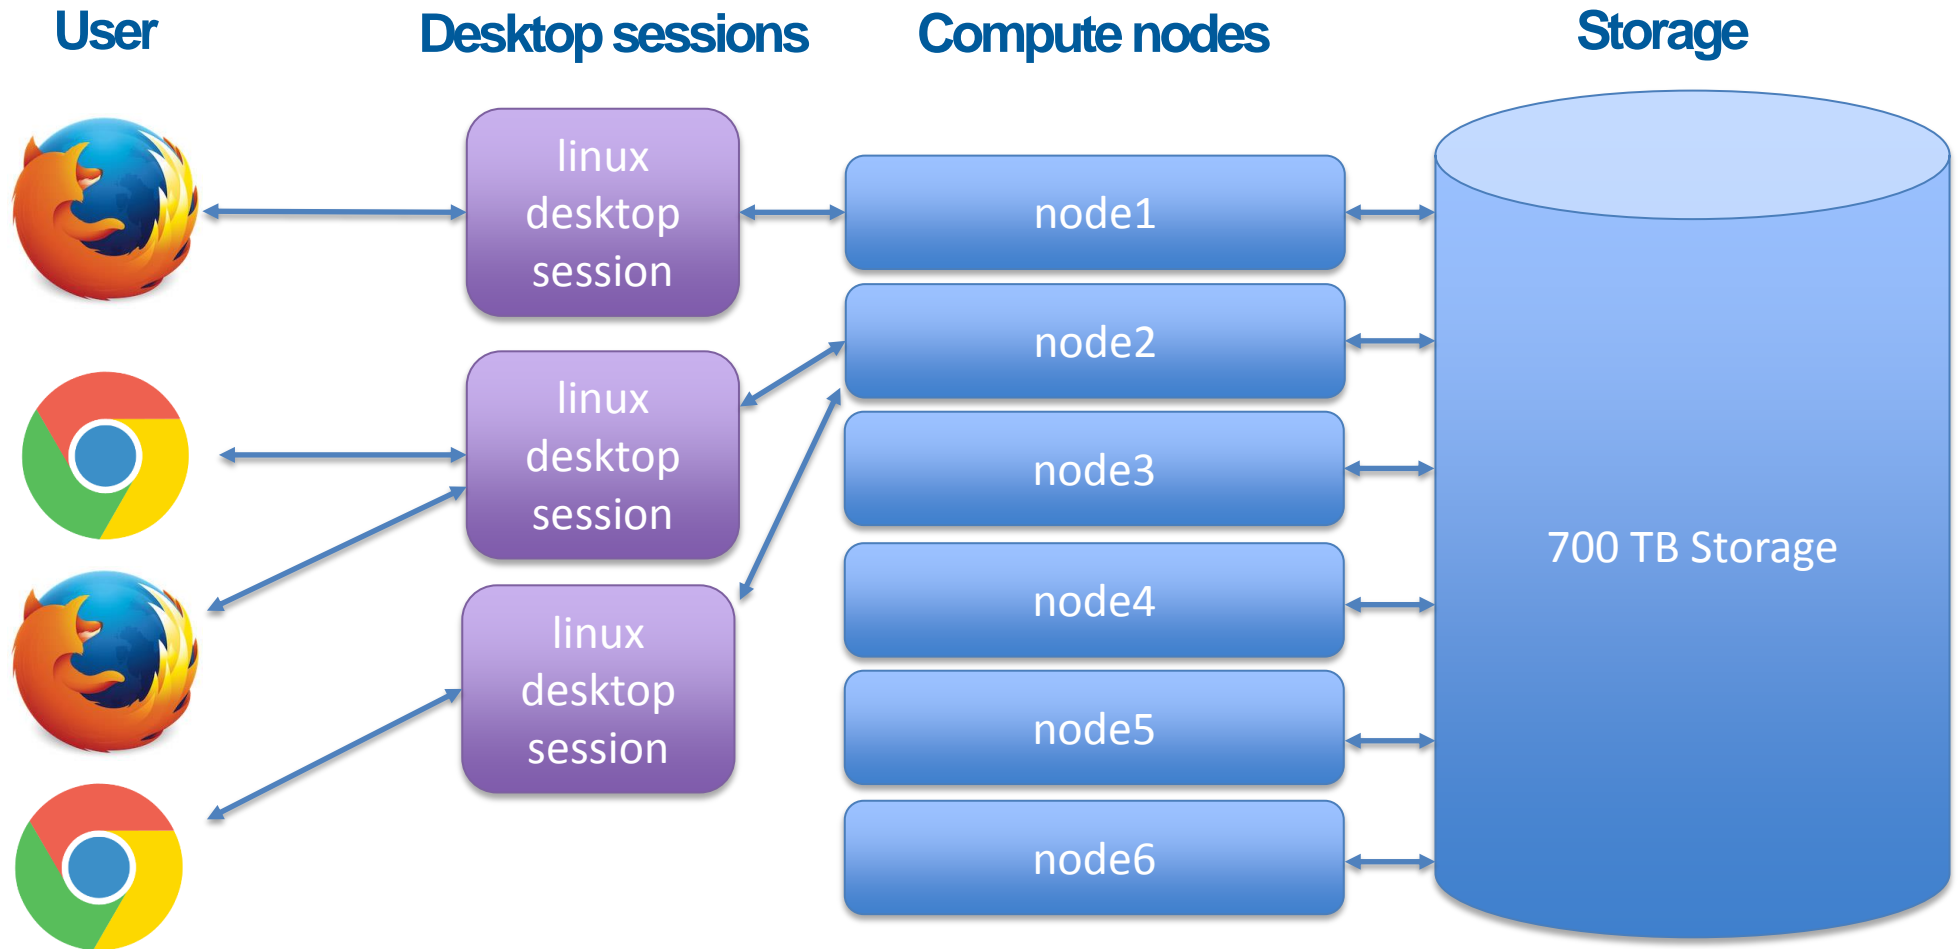 User
Desktop sessions
Compute nodes
Storage
linux
desktop
session
linux
desktop
session
linux
desktop
session
node1
node2
node3
node4
node5
node6
700 TB Storage